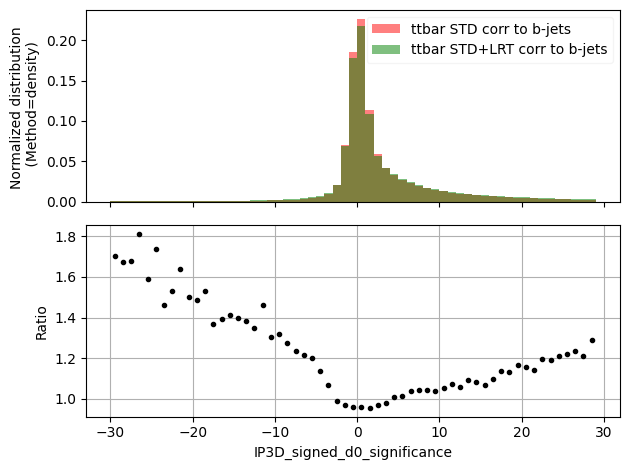 Normalized distribution
(Method=density)
0.20
0.15
0.10
0.05
0.00
ttbar STD corr to b-jets
ttbar STD+LRT corr to b-jets
Ratio
1.8
1.6
1.4
1.2
1.0
−30 −20 −10 0 10 20 30
IP3D_signed_d0_significance